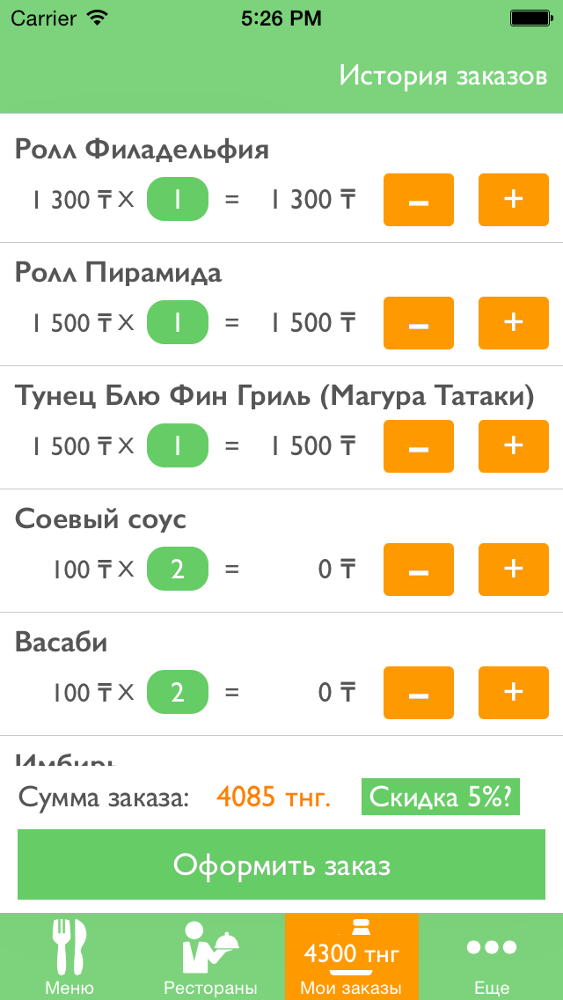 Carrier 5:26 PM
История заказов
Ролл Филадельфия
1 300 ₸ X 1 = 1 300 ₸ – +
Ролл Пирамида
1 500 ₸ X 1 = 1 500 ₸ – +
Тунец Блю Фин Гриль (Магура Татаки)
1 500 ₸ X 1 = 1 500 ₸ – +
Соевый соус
100 ₸ X 2 = 0 ₸ – +
Васаби
100 ₸ X 2 = 0 ₸ – +
Имбирь
Сумма заказа: 4085 тнг. Скидка 5%?
Оформить заказ
4300 тнг
Меню Рестораны Мои заказы Еще